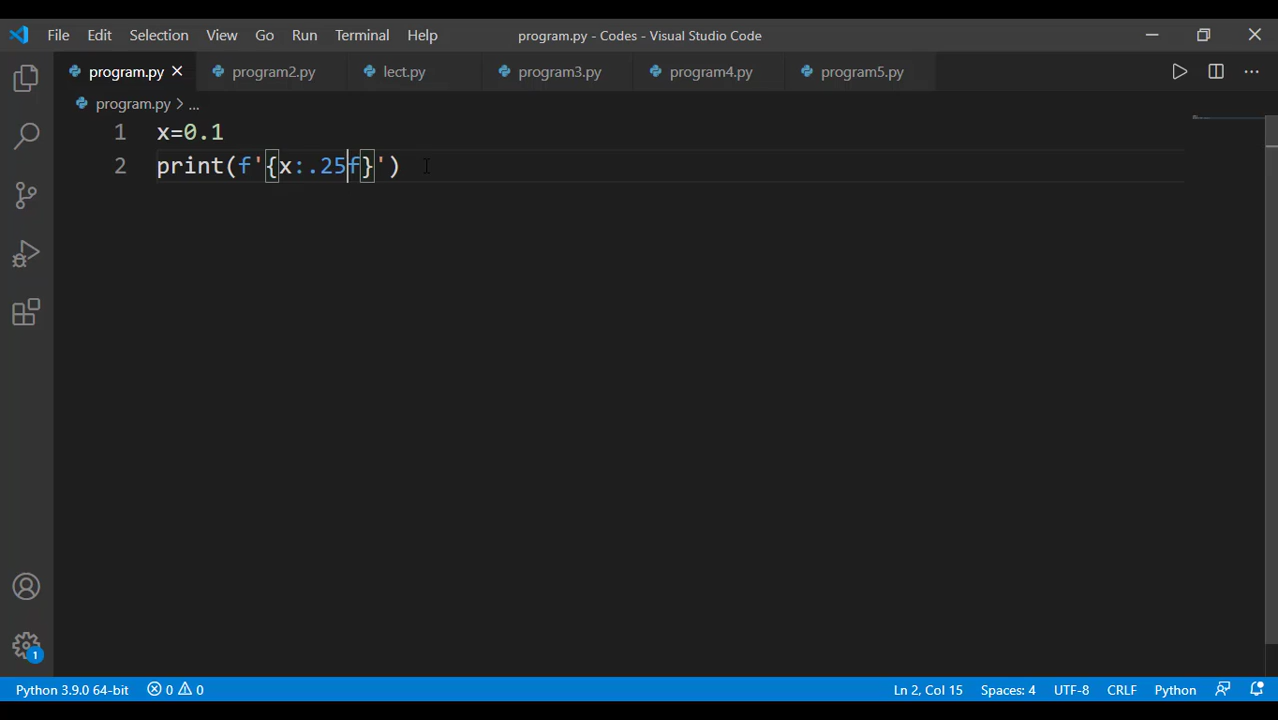 File Edit Selection View Go Run Terminal Help program.py - Codes - Visual Studio Code
program.py program2.py lect.py program3.py program4.py program5.py
program.py > ...
1 x=0.1
2 print(f'{x:.25f}')
1
Python 3.9.0 64-bit 0 0 Ln 2, Col 15 Spaces: 4 UTF-8 CRLF Python